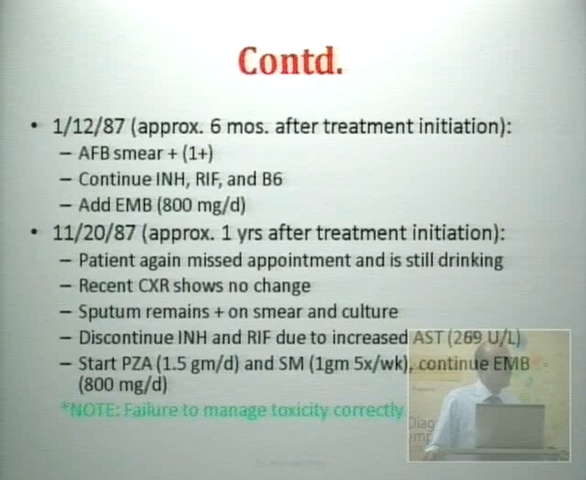 Contd.
• 1/12/87 (approx. 6 mos. after treatment initiation):
– AFB smear + (1+)
– Continue INH, RIF, and B6
– Add EMB (800 mg/d)
• 11/20/87 (approx. 1 yrs after treatment initiation):
– Patient again missed appointment and is still drinking
– Recent CXR shows no change
– Sputum remains + on smear and culture
– Discontinue INH and RIF due to increased AST (269 U/L)
– Start PZA (1.5 gm/d) and SM (1gm 5x/wk), continue EMB
(800 mg/d)
*NOTE: Failure to manage toxicity correctly